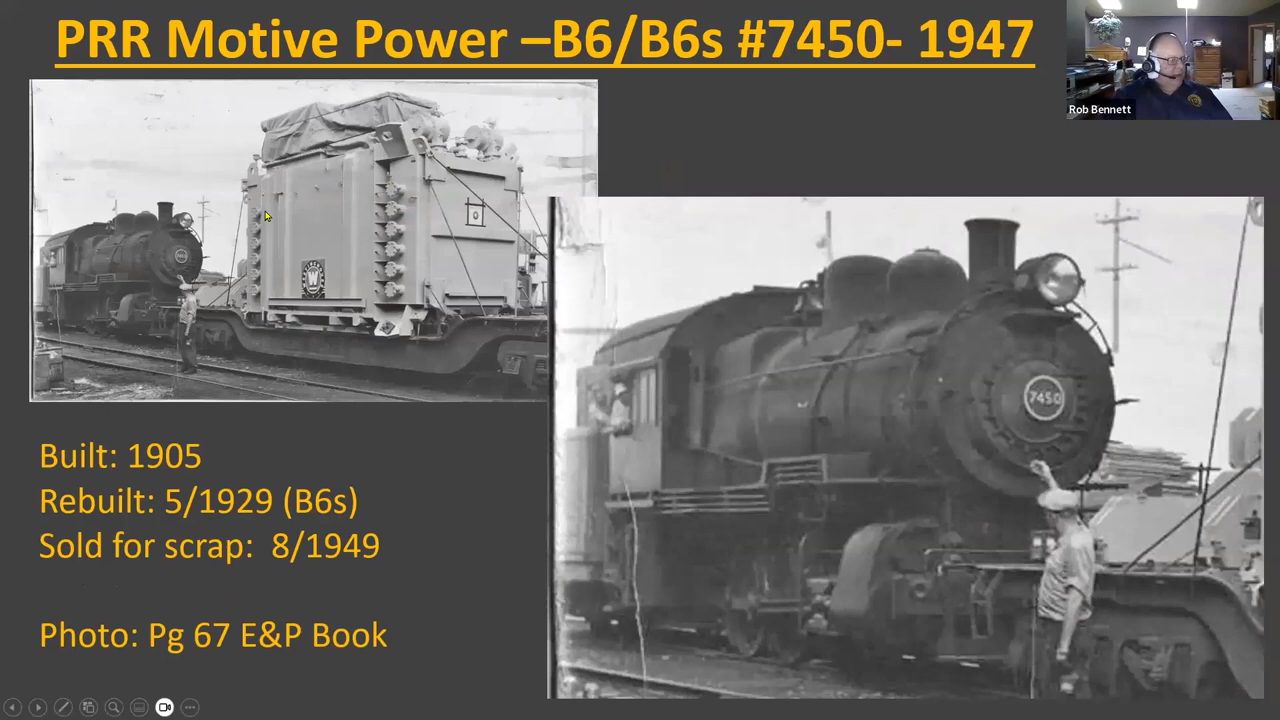 PRR Motive Power –B6/B6s #7450- 1947
Rob Bennett
7450
Built: 1905
Rebuilt: 5/1929 (B6s)
Sold for scrap:  8/1949
Photo: Pg 67 E&P Book